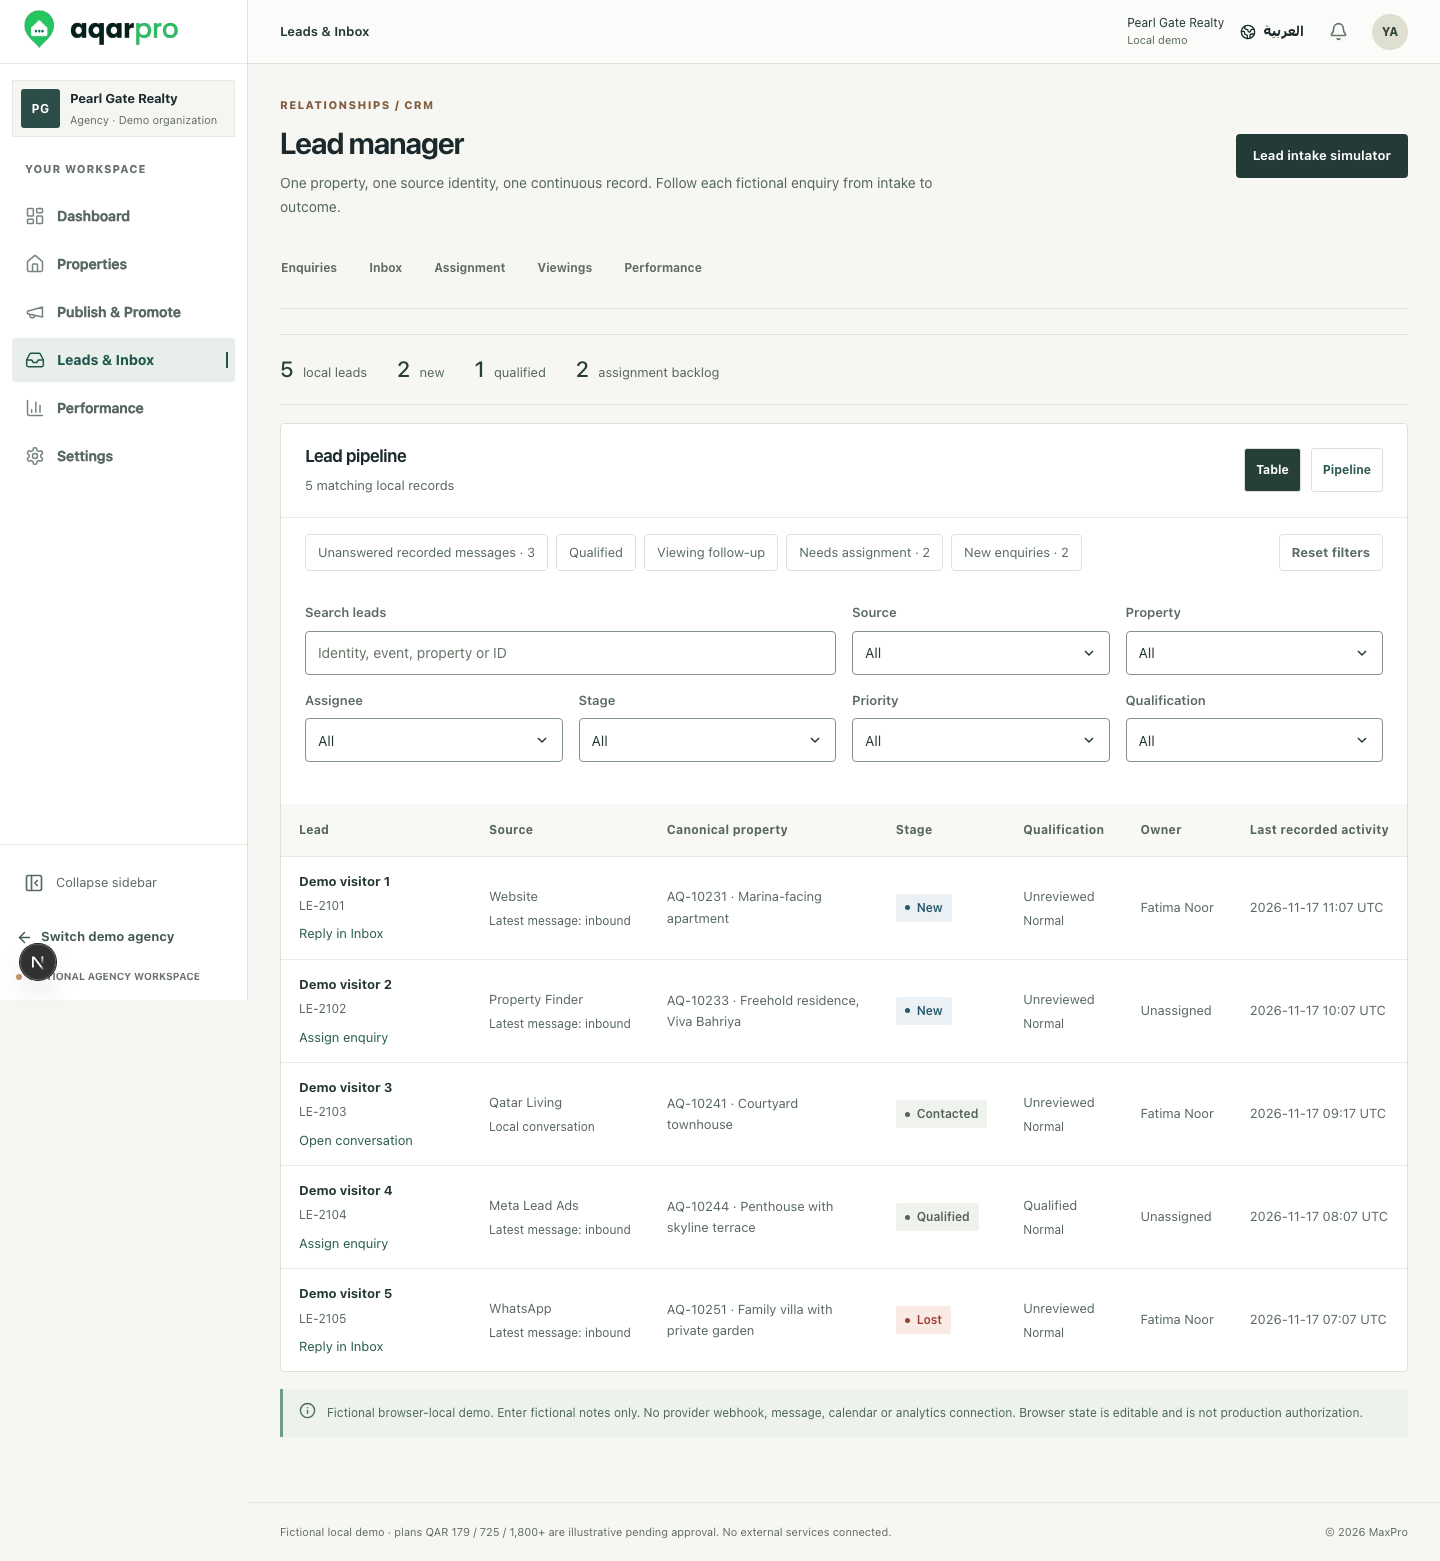 aqarpro
Leads & Inbox
Pearl Gate Realty
Local demo
العربية
YA
PG
Pearl Gate Realty
Agency · Demo organization
YOUR WORKSPACE
Dashboard
Properties
Publish & Promote
Leads & Inbox
Performance
Settings
Collapse sidebar
Switch demo agency
N
IONAL AGENCY WORKSPACE
RELATIONSHIPS / CRM
Lead manager
One property, one source identity, one continuous record. Follow each fictional enquiry from intake to
outcome.
Lead intake simulator
Enquiries Inbox Assignment Viewings Performance
5 local leads 2 new 1 qualified 2 assignment backlog
Lead pipeline
5 matching local records
Table Pipeline
Unanswered recorded messages · 3 Qualified Viewing follow-up Needs assignment · 2 New enquiries · 2 Reset filters
Search leads Source Property
Identity, event, property or ID All All
Assignee Stage Priority Qualification
All All All All
Lead Source Canonical property Stage Qualification Owner Last recorded activity
Demo visitor 1
LE-2101
Reply in Inbox
Website
Latest message: inbound
AQ-10231 · Marina-facing
apartment
New
Unreviewed
Normal
Fatima Noor
2026-11-17 11:07 UTC
Demo visitor 2
LE-2102
Assign enquiry
Property Finder
Latest message: inbound
AQ-10233 · Freehold residence,
Viva Bahriya
New
Unreviewed
Normal
Unassigned
2026-11-17 10:07 UTC
Demo visitor 3
LE-2103
Open conversation
Qatar Living
Local conversation
AQ-10241 · Courtyard
townhouse
Contacted
Unreviewed
Normal
Fatima Noor
2026-11-17 09:17 UTC
Demo visitor 4
LE-2104
Assign enquiry
Meta Lead Ads
Latest message: inbound
AQ-10244 · Penthouse with
skyline terrace
Qualified
Qualified
Normal
Unassigned
2026-11-17 08:07 UTC
Demo visitor 5
LE-2105
Reply in Inbox
WhatsApp
Latest message: inbound
AQ-10251 · Family villa with
private garden
Lost
Unreviewed
Normal
Fatima Noor
2026-11-17 07:07 UTC
Fictional browser-local demo. Enter fictional notes only. No provider webhook, message, calendar or analytics connection. Browser state is editable and is not production authorization.
Fictional local demo · plans QAR 179 / 725 / 1,800+ are illustrative pending approval. No external services connected.
© 2026 MaxPro